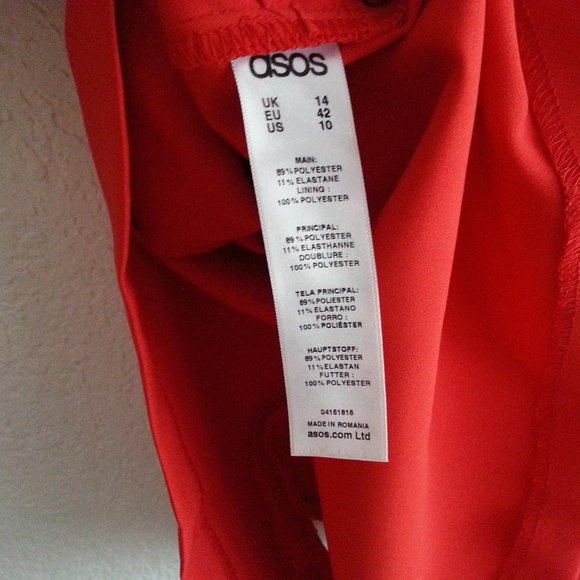 asos
UK 14
EU 42
US 10
MAIN:
89% POLYESTER
11% ELASTANE
LINING :
100% POLYESTER
PRINCIPAL:
89% POLYESTER
11% ELASTHANNE
DOUBLURE :
100% POLYESTER
TELA PRINCIPAL:
89% POLIESTER
11% ELASTANO
FORRO :
100% POLIÉSTER
HAUPTSTOFF:
89% POLYESTER
11% ELASTAN
FUTTER :
100% POLYESTER
04161816
MADE IN ROMANIA
asos.com Ltd